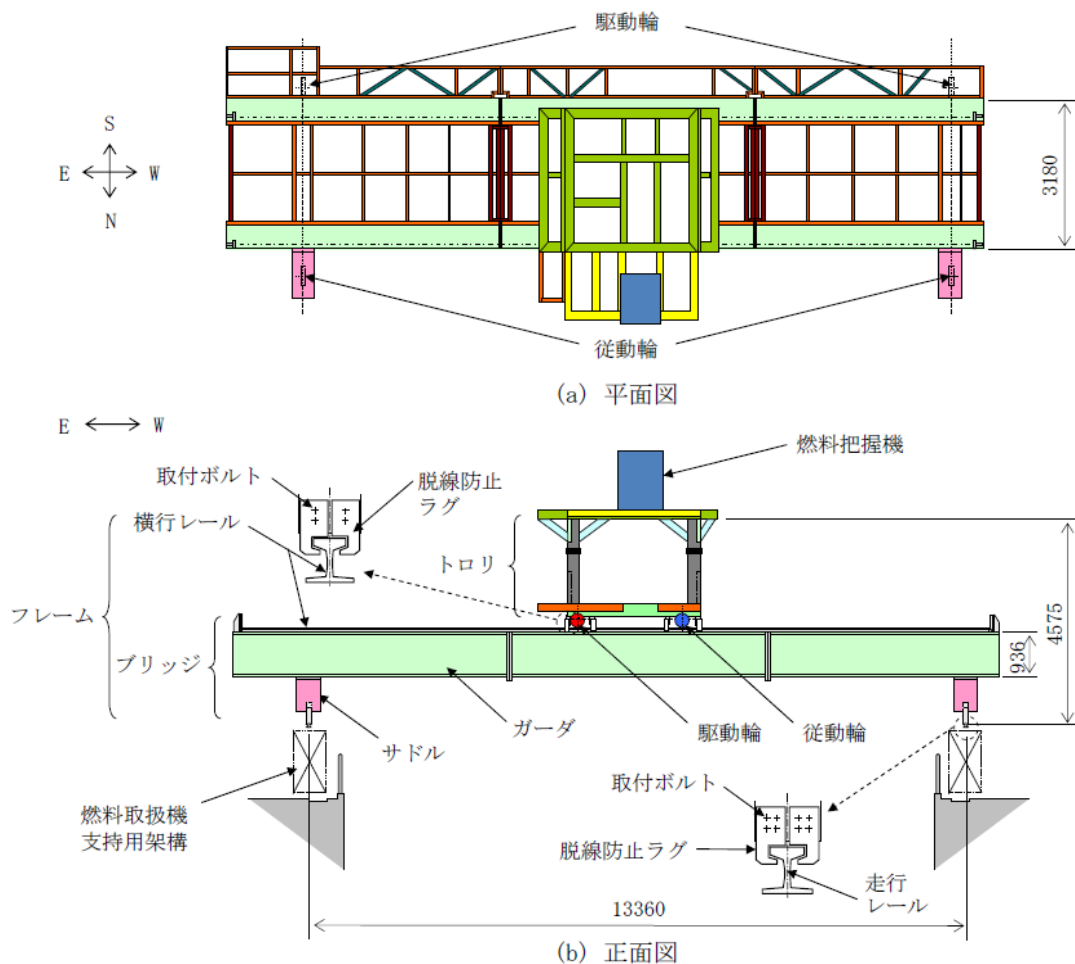 駆動輪
S
E
W
N
3180
従動輪
(a) 平面図
E
W
燃料把握機
取付ボルト
脱線防止
ラグ
横行レール
トロリ
フレーム
ブリッジ
4575
936
ガーダ
サドル
駆動輪
従動輪
燃料取扱機
支持用架構
取付ボルト
脱線防止ラグ
走行
レール
13360
(b) 正面図